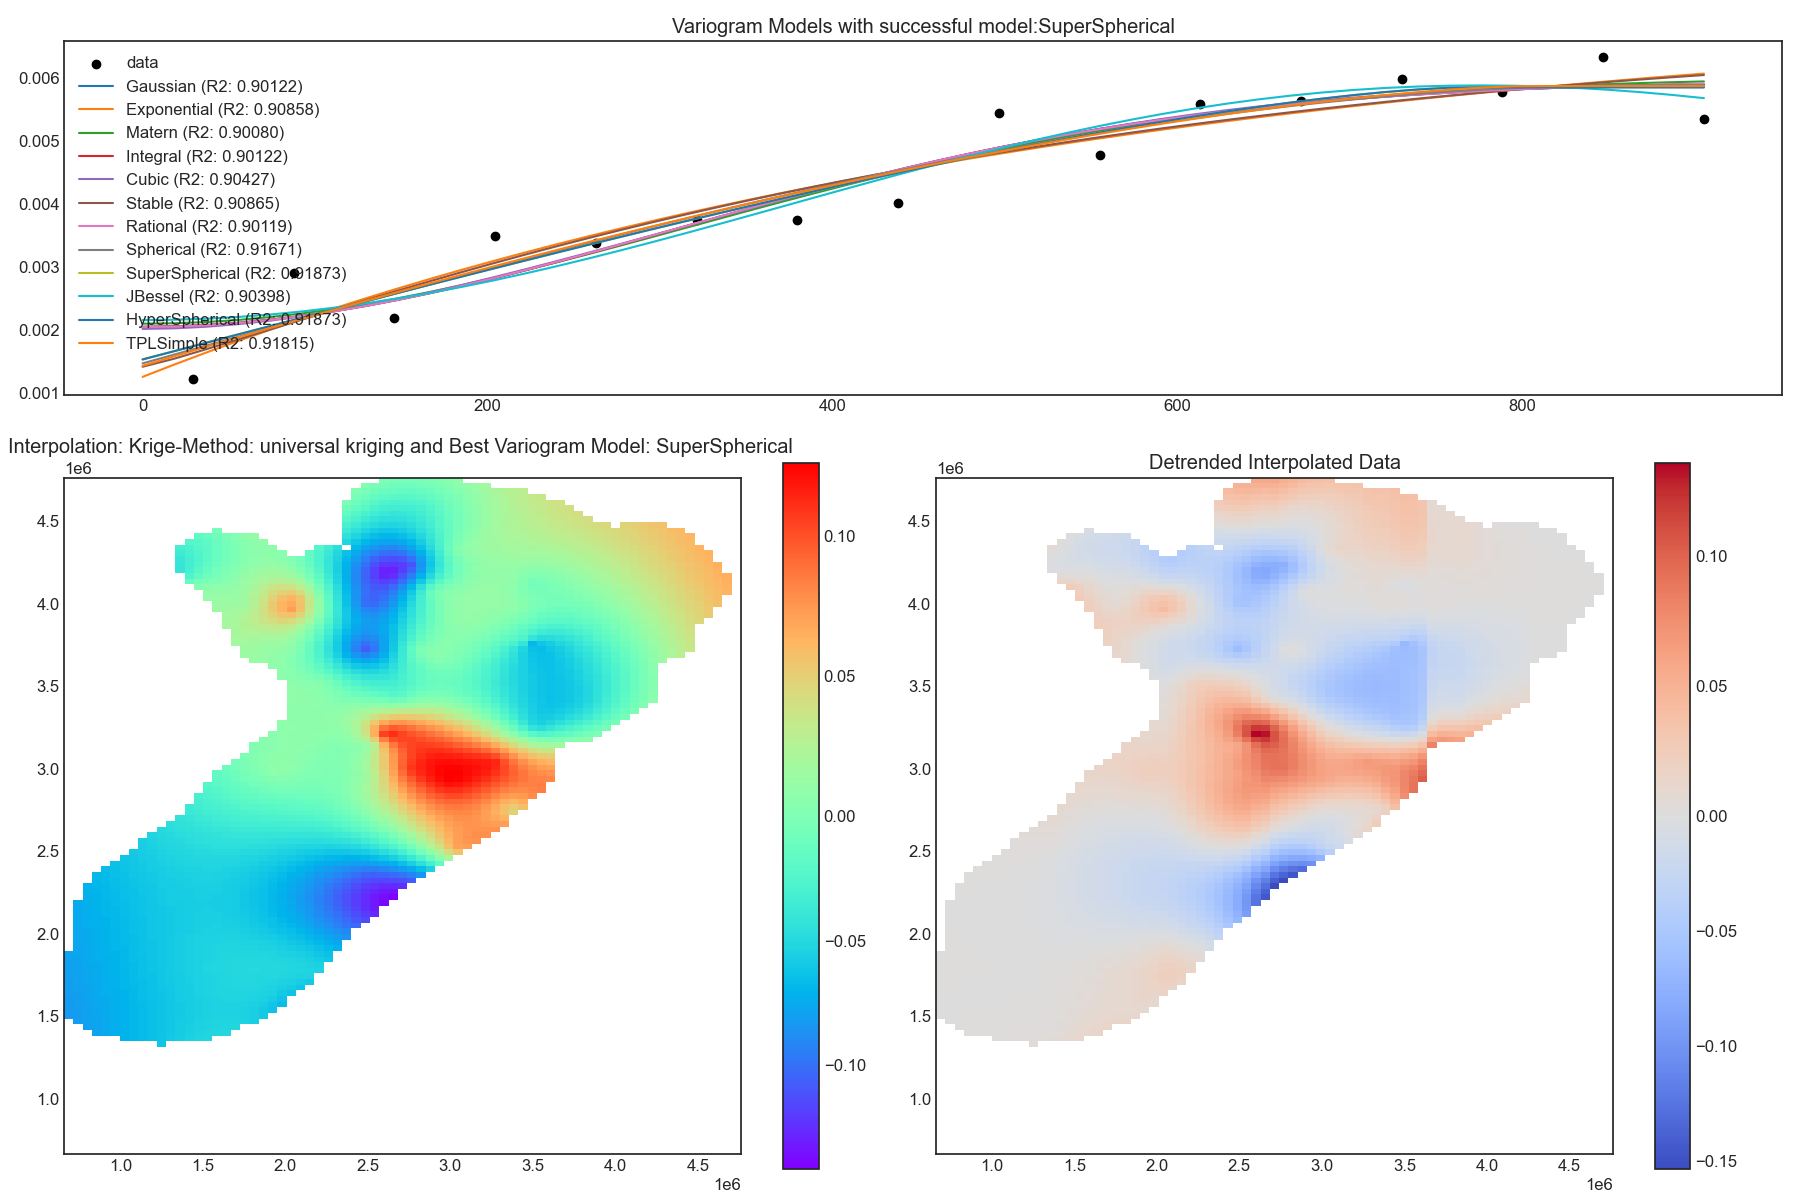 Variogram Models with successful model:SuperSpherical
data
Gaussian (R2: 0.90122)
Exponential (R2: 0.90858)
Matern (R2: 0.90080)
Integral (R2: 0.90122)
Cubic (R2: 0.90427)
Stable (R2: 0.90865)
Rational (R2: 0.90119)
Spherical (R2: 0.91671)
SuperSpherical (R2: 0.91873)
JBessel (R2: 0.90398)
HyperSpherical (R2: 0.91873)
TPLSimple (R2: 0.91815)
0.006
0.005
0.004
0.003
0.002
0.001
0 200 400 600 800
Interpolation: Krige-Method: universal kriging and Best Variogram Model: SuperSpherical
1e6
4.5
4.0
3.5
3.0
2.5
2.0
1.5
1.0
1.0 1.5 2.0 2.5 3.0 3.5 4.0 4.5
1e6
0.10
0.05
0.00
−0.05
−0.10
Detrended Interpolated Data
1e6
4.5
4.0
3.5
3.0
2.5
2.0
1.5
1.0
1.0 1.5 2.0 2.5 3.0 3.5 4.0 4.5
1e6
0.10
0.05
0.00
−0.05
−0.10
−0.15